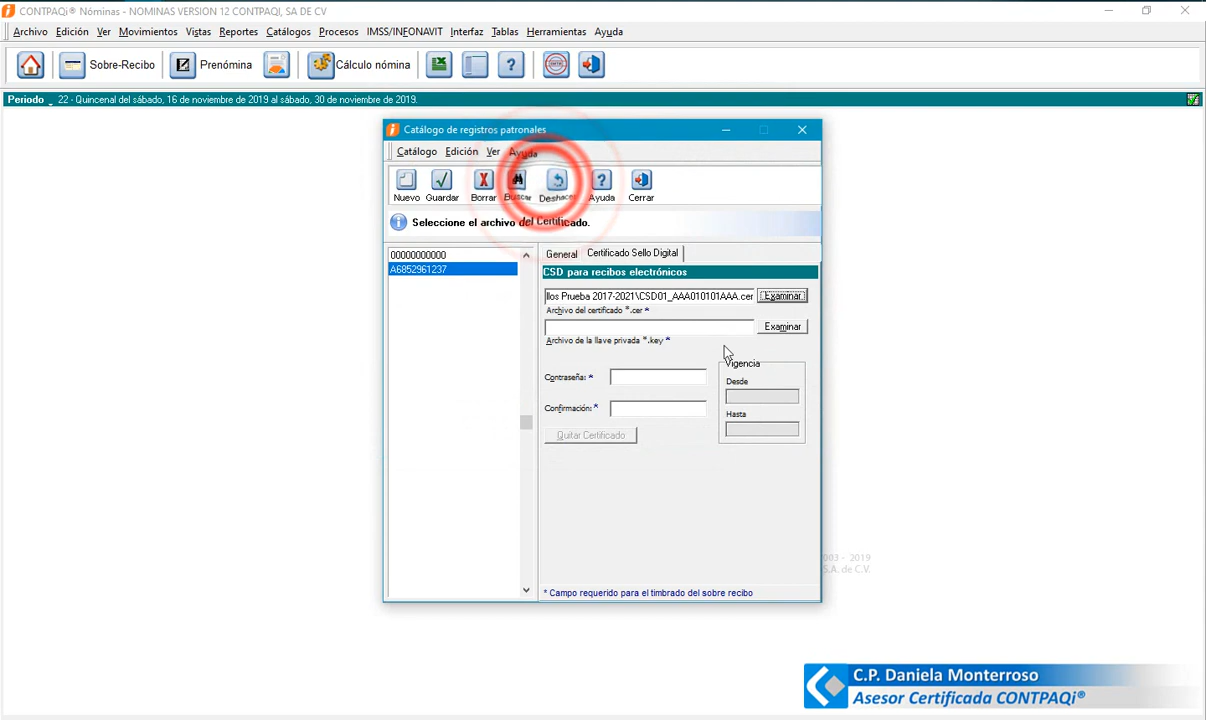 CONTPAQi® Nóminas - NOMINAS VERSION 12 CONTPAQI, SA DE CV
Archivo Edición Ver Movimientos Vistas Reportes Catálogos Procesos IMSS/INFONAVIT Interfaz Tablas Herramientas Ayuda
Sobre-Recibo Prenómina Cálculo nómina
Periodo 22 - Quincenal del sábado, 16 de noviembre de 2019 al sábado, 30 de noviembre de 2019.
Catálogo de registros patronales
Catálogo Edición Ver Ayuda
Nuevo Guardar Borrar Buscar Deshacer Ayuda Cerrar
Seleccione el archivo del Certificado.
00000000000
A6852961237
General Certificado Sello Digital
CSD para recibos electrónicos
llos Prueba 2017-2021\CSD01_AAA010101AAA.cer Examinar
Archivo del certificado *.cer *
Examinar
Archivo de la llave privada *.key *
Vigencia
Contraseña: *
Desde
Confirmación: *
Hasta
Quitar Certificado
003 - 2019
S.A. de C.V.
* Campo requerido para el timbrado del sobre recibo
C.P. Daniela Monterroso
Asesor Certificada CONTPAQi®